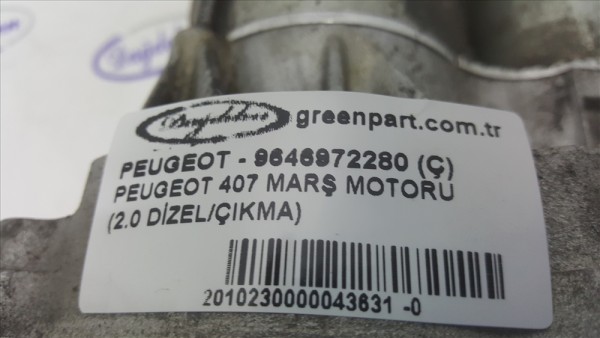 greenpart.com.tr
PEUGEOT - 9646972280 (Ç)
PEUGEOT 407 MARŞ MOTORU
(2.0 DİZEL/ÇIKMA)
2010230000043631 -0